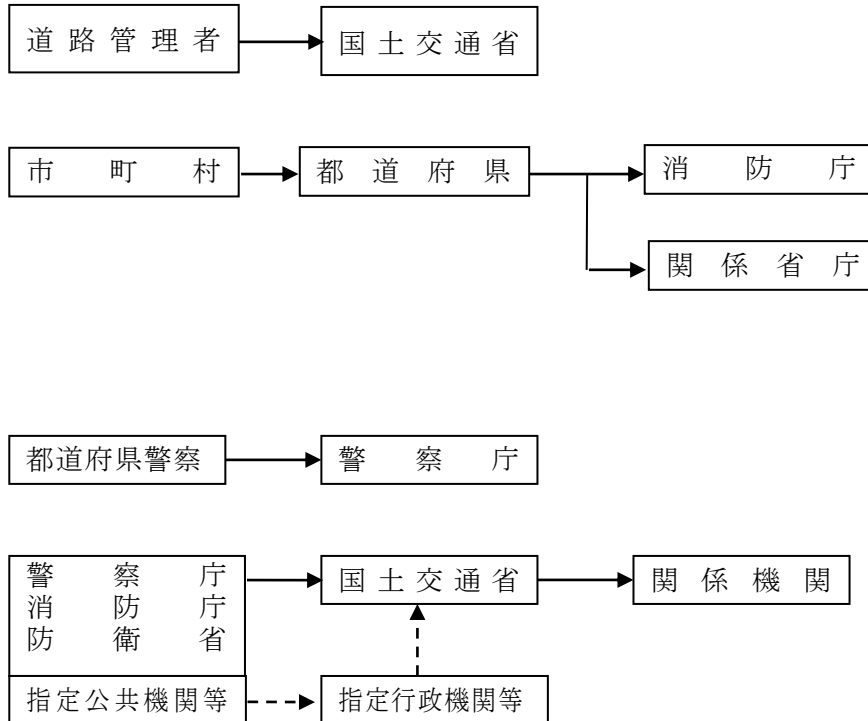 道路管理者
国土交通省
市町村
都道府県
消防庁
関係省庁
都道府県警察
警察庁
警察庁
消防庁
防衛省
国土交通省
関係機関
指定公共機関等
指定行政機関等